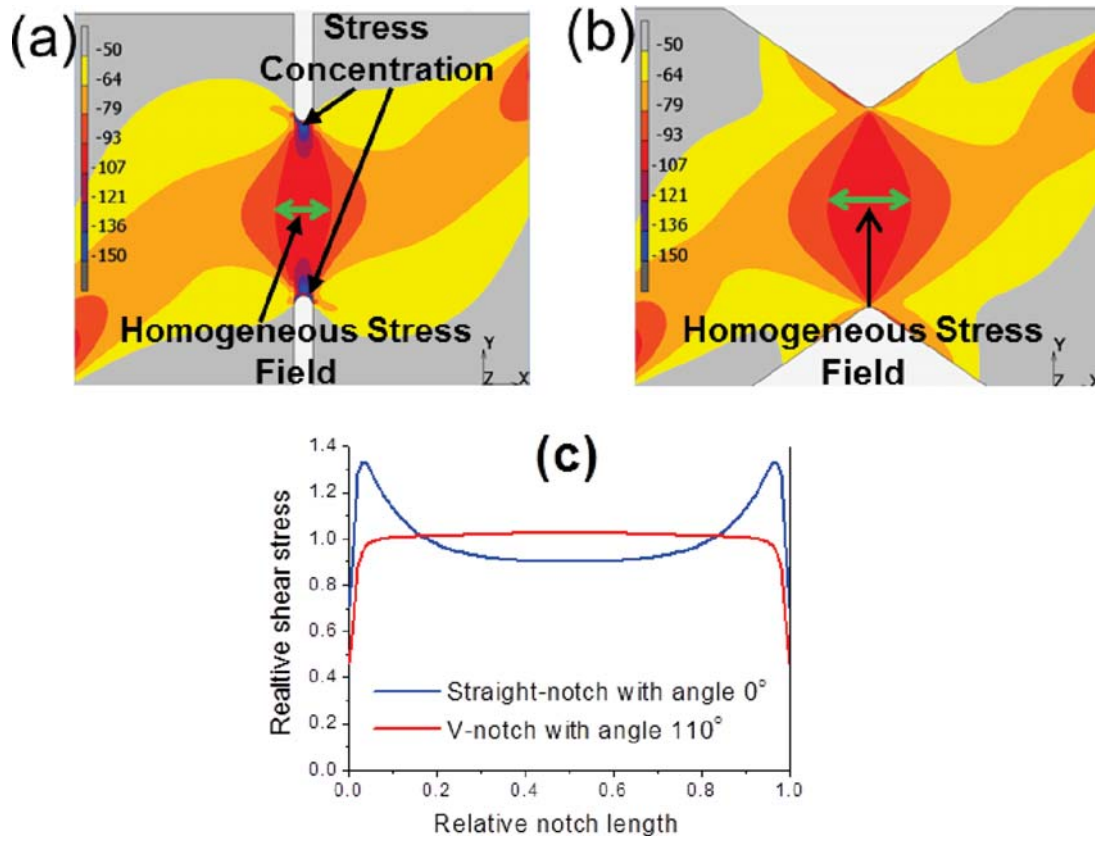 (a)
Stress
Concentration
-50
-64
-79
-93
-107
-121
-136
-150
Homogeneous Stress
Field
Y
Z X
(b)
-50
-64
-79
-93
-107
-121
-136
-150
Homogeneous Stress
Field
Y
Z X
(c)
1.4
1.2
1.0
0.8
0.6
0.4
0.2
0.0
Realtive shear stress
Straight-notch with angle 0°
V-notch with angle 110°
0.0 0.2 0.4 0.6 0.8 1.0
Relative notch length